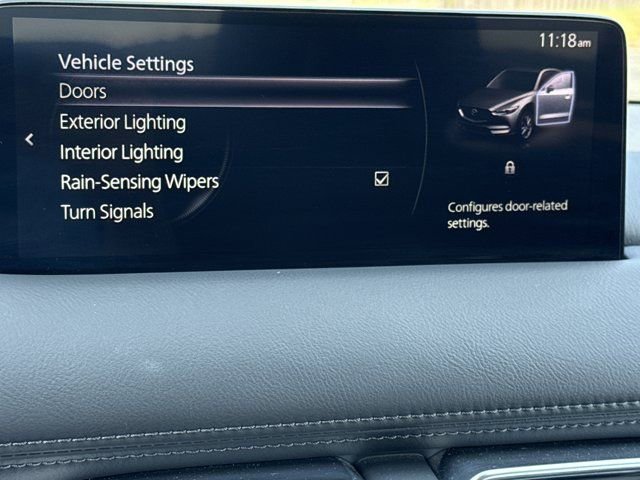 11:18am
Vehicle Settings
Doors
Exterior Lighting
Interior Lighting
Rain-Sensing Wipers
Turn Signals
Configures door-related
settings.